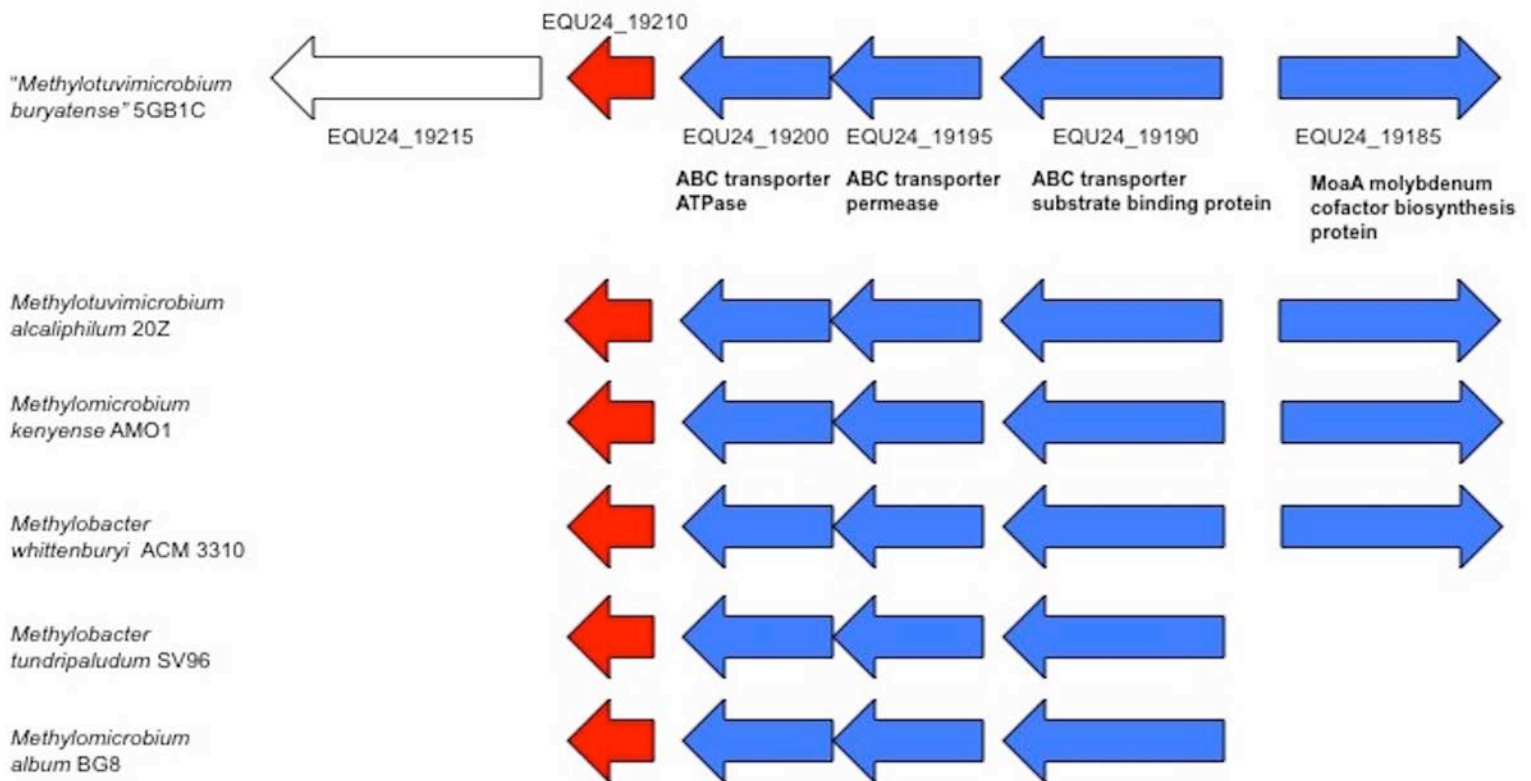 EQU24_19210
"Methylotuvimicrobium
buryatense" 5GB1C
EQU24_19215
EQU24_19200
EQU24_19195
EQU24_19190
EQU24_19185
ABC transporter
ATPase
ABC transporter
permease
ABC transporter
substrate binding protein
MoaA molybdenum
cofactor biosynthesis
protein
Methylotuvimicrobium
alcaliphilum 20Z
Methylomicrobium
kenyense AMO1
Methylobacter
whittenburyi ACM 3310
Methylobacter
tundripaludum SV96
Methylomicrobium
album BG8